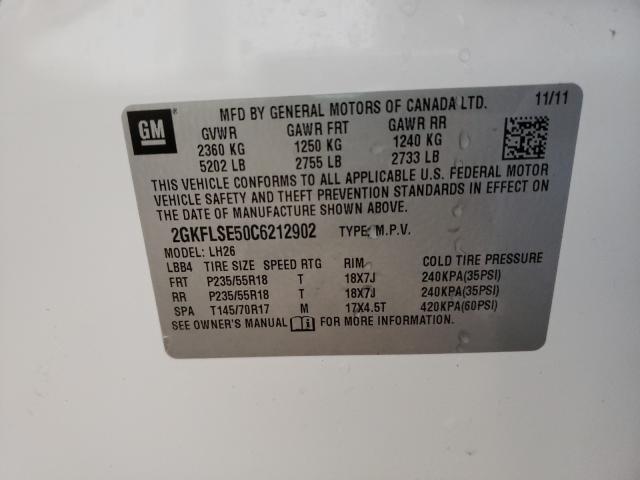 MFD BY GENERAL MOTORS OF CANADA LTD. 11/11
GM ®
GVWR GAWR FRT GAWR RR
2360 KG 1250 KG 1240 KG
5202 LB 2755 LB 2733 LB
THIS VEHICLE CONFORMS TO ALL APPLICABLE U.S. FEDERAL MOTOR
VEHICLE SAFETY AND THEFT PREVENTION STANDARDS IN EFFECT ON
THE DATE OF MANUFACTURE SHOWN ABOVE.
2GKFLSE50C6212902 TYPE: M.P.V.
MODEL: LH26
LBB4 TIRE SIZE SPEED RTG RIM COLD TIRE PRESSURE
FRT P235/55R18 T 18X7J 240KPA(35PSI)
RR P235/55R18 T 18X7J 240KPA(35PSI)
SPA T145/70R17 M 17X4.5T 420KPA(60PSI)
SEE OWNER'S MANUAL FOR MORE INFORMATION.